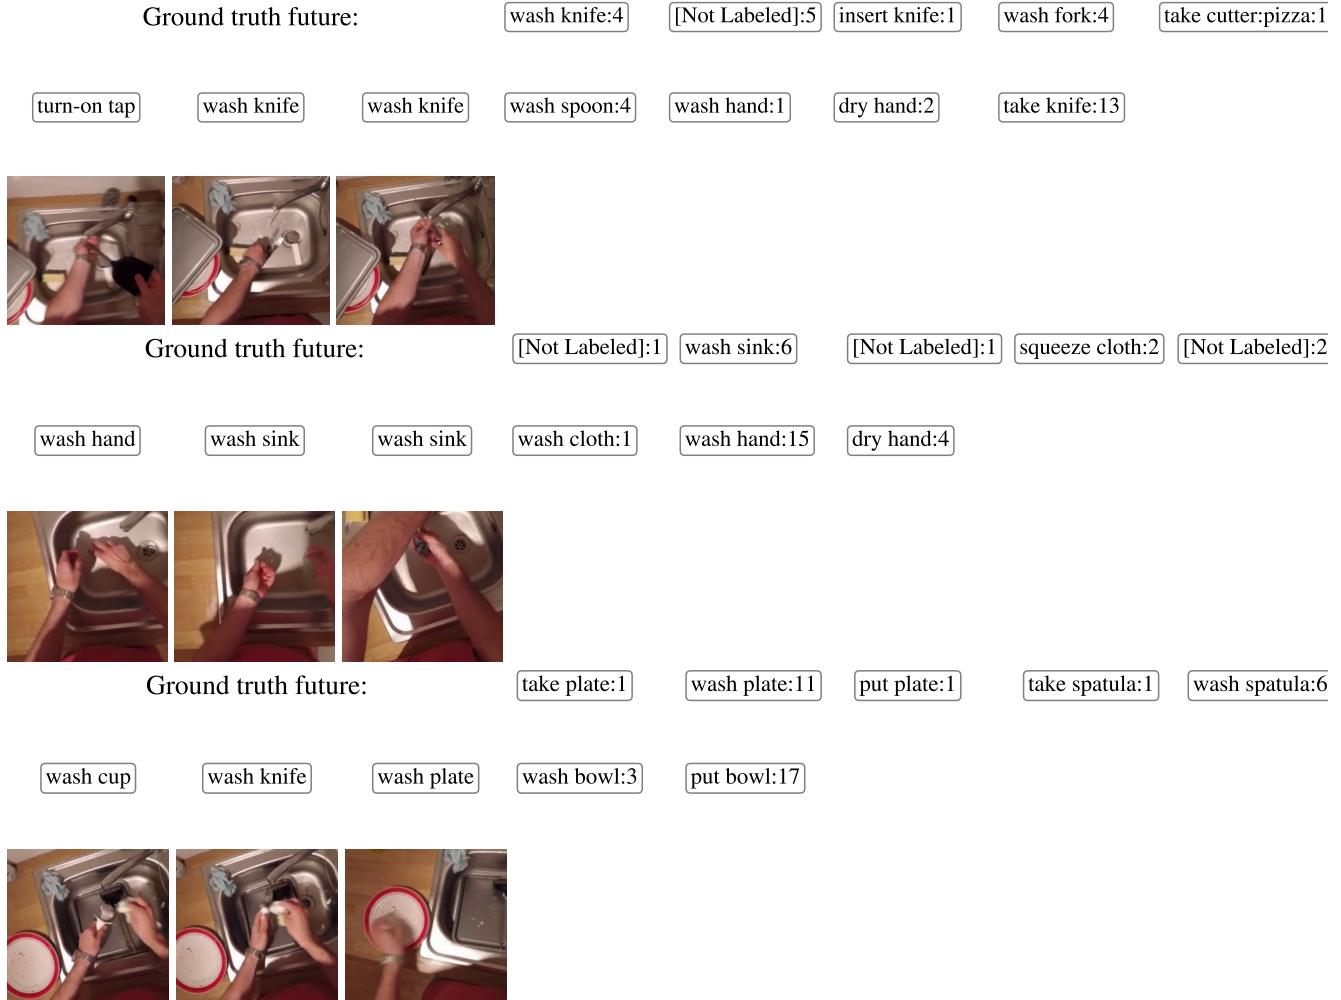 Ground truth future: wash knife:4 [Not Labeled]:5 insert knife:1 wash fork:4 take cutter:pizza:1
turn-on tap wash knife wash knife wash spoon:4 wash hand:1 dry hand:2 take knife:13
Ground truth future: [Not Labeled]:1 wash sink:6 [Not Labeled]:1 squeeze cloth:2 [Not Labeled]:2
wash hand wash sink wash sink wash cloth:1 wash hand:15 dry hand:4
Ground truth future: take plate:1 wash plate:11 put plate:1 take spatula:1 wash spatula:6
wash cup wash knife wash plate wash bowl:3 put bowl:17